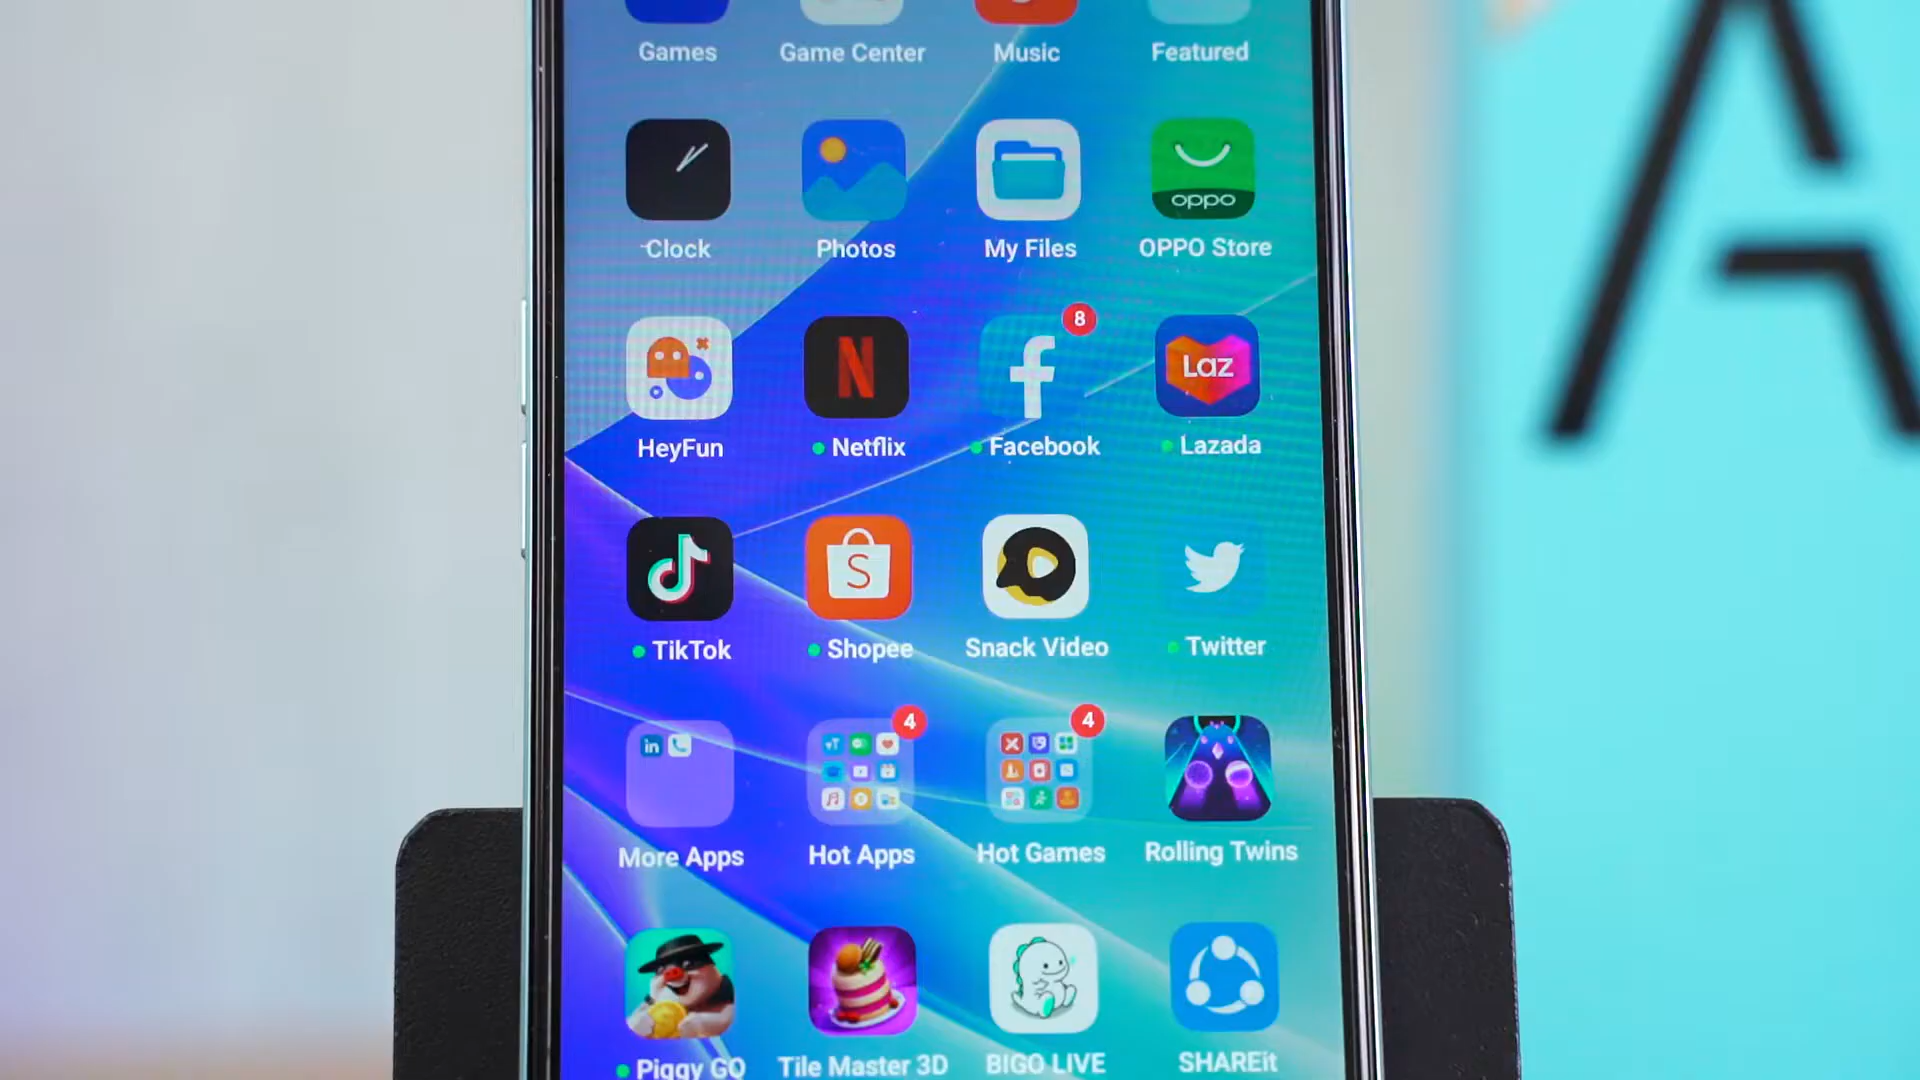 Games Game Center Music Featured
oppo
Clock Photos My Files OPPO Store
8
Laz
HeyFun Netflix Facebook Lazada
S
TikTok Shopee Snack Video Twitter
4 4
in
More Apps Hot Apps Hot Games Rolling Twins
Piggy GO Tile Master 3D BIGO LIVE SHAREit
A